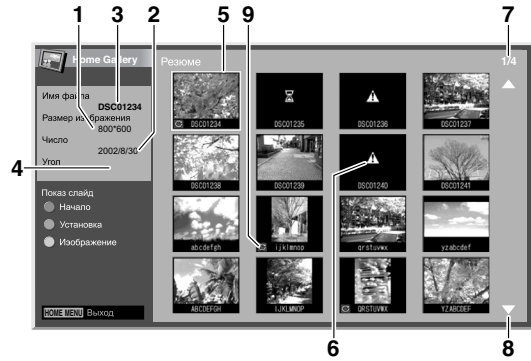 1 3 2 5 9 7
Home Gallery
Резюме
1/4
Имя файла
DSC01234
Размер изображения
800*600
Число
2002/8/30
Угол
4
Показ слайд
Начало
Установка
Изображение
HOME MENU Выход
DSC01234 DSC01235 DSC01236 DSC01237
DSC01238 DSC01239 DSC01240 DSC01241
abcdefgh ijklmnop qrstuvwx yzabcdef
ABCDEFGH IJKLMNOP QRSTUVWX YZABCDEF
6 8